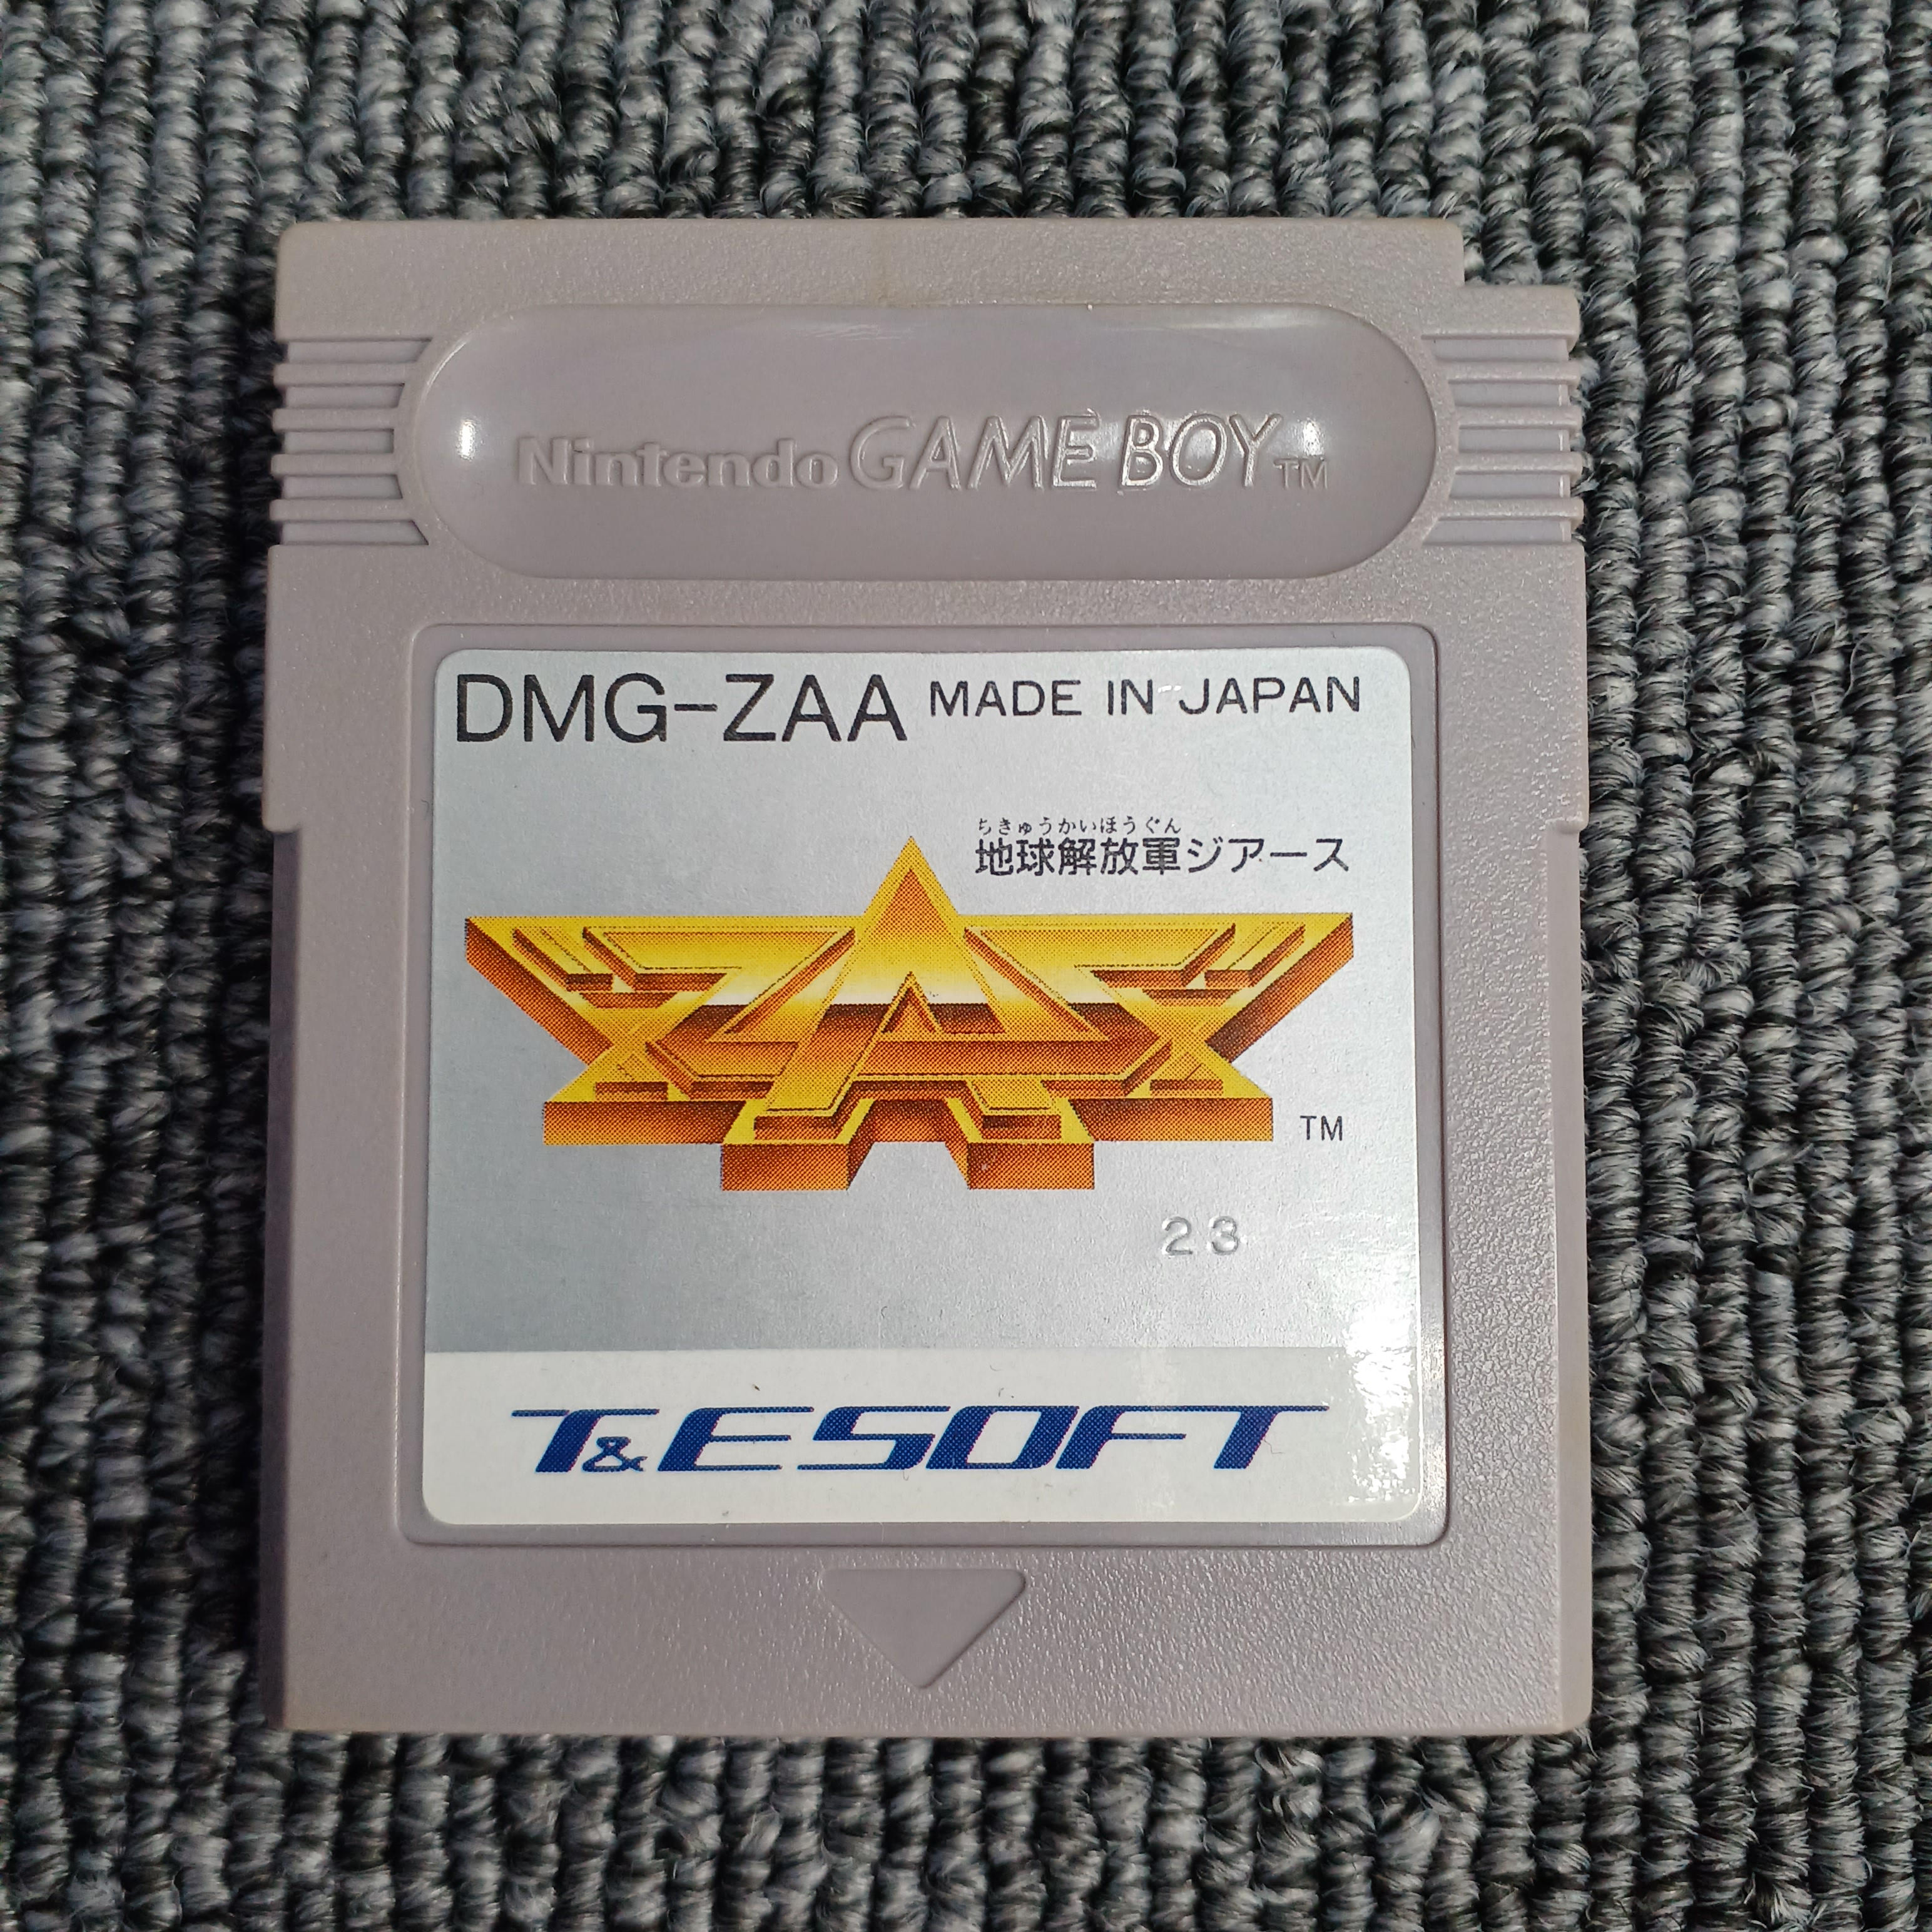 Nintendo GAME BOY TM
DMG-ZAA MADE IN JAPAN
ちきゅうかいほうぐん
地球解放軍ジアース
ZAS
TM
23
T&E SOFT